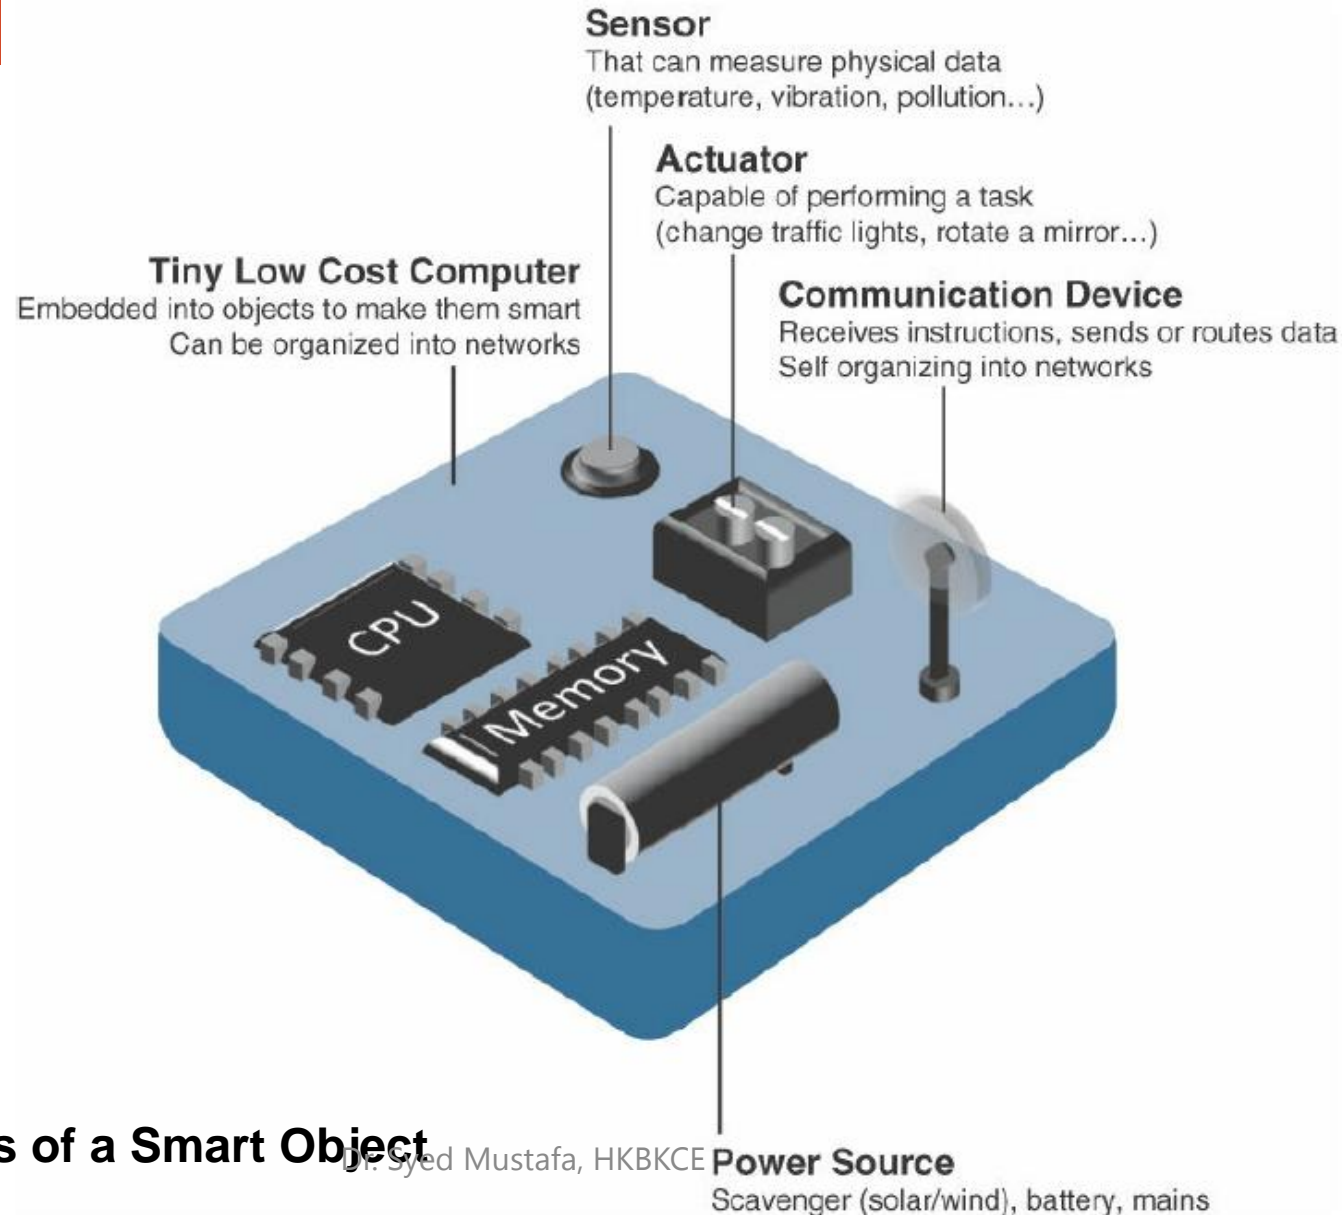 Sensor
That can measure physical data
(temperature, vibration, pollution...)
Actuator
Capable of performing a task
(change traffic lights, rotate a mirror...)
Tiny Low Cost Computer
Embedded into objects to make them smart
Can be organized into networks
Communication Device
Receives instructions, sends or routes data
Self organizing into networks
CPU
Memory
s of a Smart Object
Dr. Syed Mustafa, HKBKCE
Power Source
Scavenger (solar/wind), battery, mains